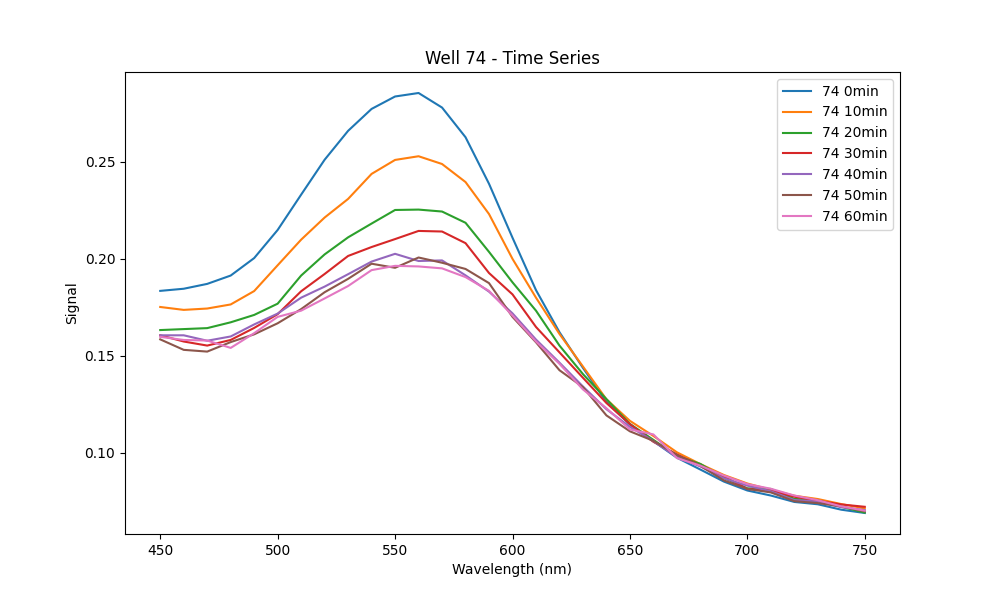 Well 74 - Time Series
74 0min
74 10min
74 20min
74 30min
74 40min
74 50min
74 60min
Signal
0.25
0.20
0.15
0.10
450 500 550 600 650 700 750
Wavelength (nm)